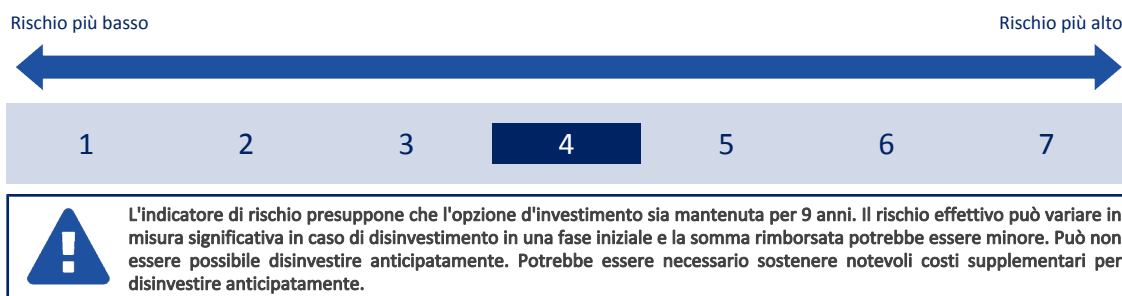 Rischio più basso Rischio più alto
1 2 3 4 5 6 7
L'indicatore di rischio presuppone che l'opzione d'investimento sia mantenuta per 9 anni. Il rischio effettivo può variare in
misura significativa in caso di disinvestimento in una fase iniziale e la somma rimborsata potrebbe essere minore. Può non
essere possibile disinvestire anticipatamente. Potrebbe essere necessario sostenere notevoli costi supplementari per
disinvestire anticipatamente.